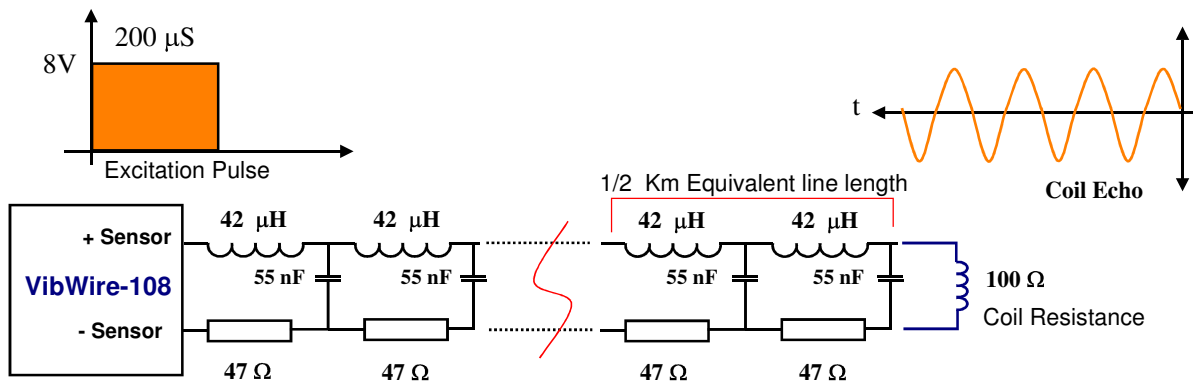 200 μS
8V
Excitation Pulse
t
Coil Echo
1/2 Km Equivalent line length
42 μH 42 μH 42 μH 42 μH
+ Sensor
55 nF 55 nF 55 nF 55 nF
VibWire-108
100 Ω
- Sensor
Coil Resistance
47 Ω 47 Ω 47 Ω 47 Ω